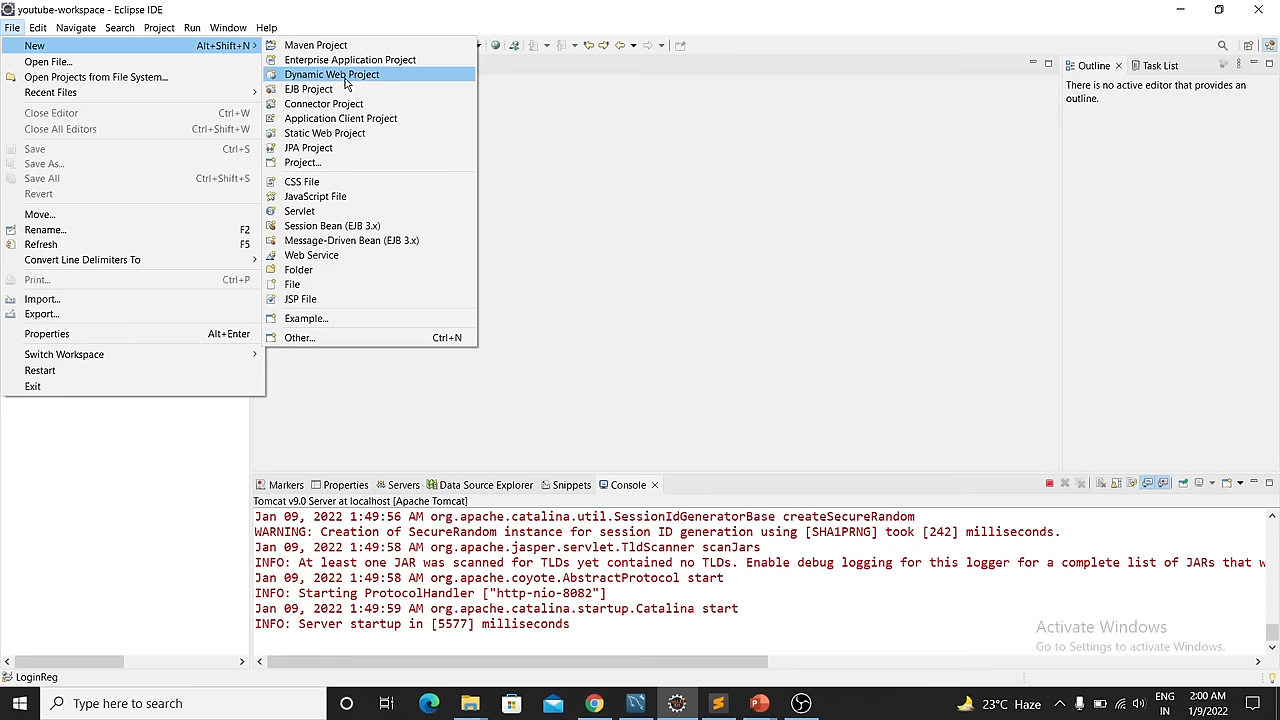 youtube-workspace - Eclipse IDE
File Edit Navigate Search Project Run Window Help
New Alt+Shift+N
Open File...
Open Projects from File System...
Recent Files
Close Editor Ctrl+W
Close All Editors Ctrl+Shift+W
Save Ctrl+S
Save As...
Save All Ctrl+Shift+S
Revert
Move...
Rename... F2
Refresh F5
Convert Line Delimiters To
Print... Ctrl+P
Import...
Export...
Properties Alt+Enter
Switch Workspace
Restart
Exit
Maven Project
Enterprise Application Project
Dynamic Web Project
EJB Project
Connector Project
Application Client Project
Static Web Project
JPA Project
Project...
CSS File
JavaScript File
Servlet
Session Bean (EJB 3.x)
Message-Driven Bean (EJB 3.x)
Web Service
Folder
File
JSP File
Example...
Other... Ctrl+N
Outline Task List
There is no active editor that provides an
outline.
Markers Properties Servers Data Source Explorer Snippets Console
Tomcat v9.0 Server at localhost [Apache Tomcat]
Jan 09, 2022 1:49:56 AM org.apache.catalina.util.SessionIdGeneratorBase createSecureRandom
WARNING: Creation of SecureRandom instance for session ID generation using [SHA1PRNG] took [242] milliseconds.
Jan 09, 2022 1:49:58 AM org.apache.jasper.servlet.TldScanner scanJars
INFO: At least one JAR was scanned for TLDs yet contained no TLDs. Enable debug logging for this logger for a complete list of JARs that w
Jan 09, 2022 1:49:58 AM org.apache.coyote.AbstractProtocol start
INFO: Starting ProtocolHandler ["http-nio-8082"]
Jan 09, 2022 1:49:59 AM org.apache.catalina.startup.Catalina start
INFO: Server startup in [5577] milliseconds
Activate Windows
Go to Settings to activate Windows.
LoginReg
Type here to search
23°C Haze
ENG
IN
2:00 AM
1/9/2022